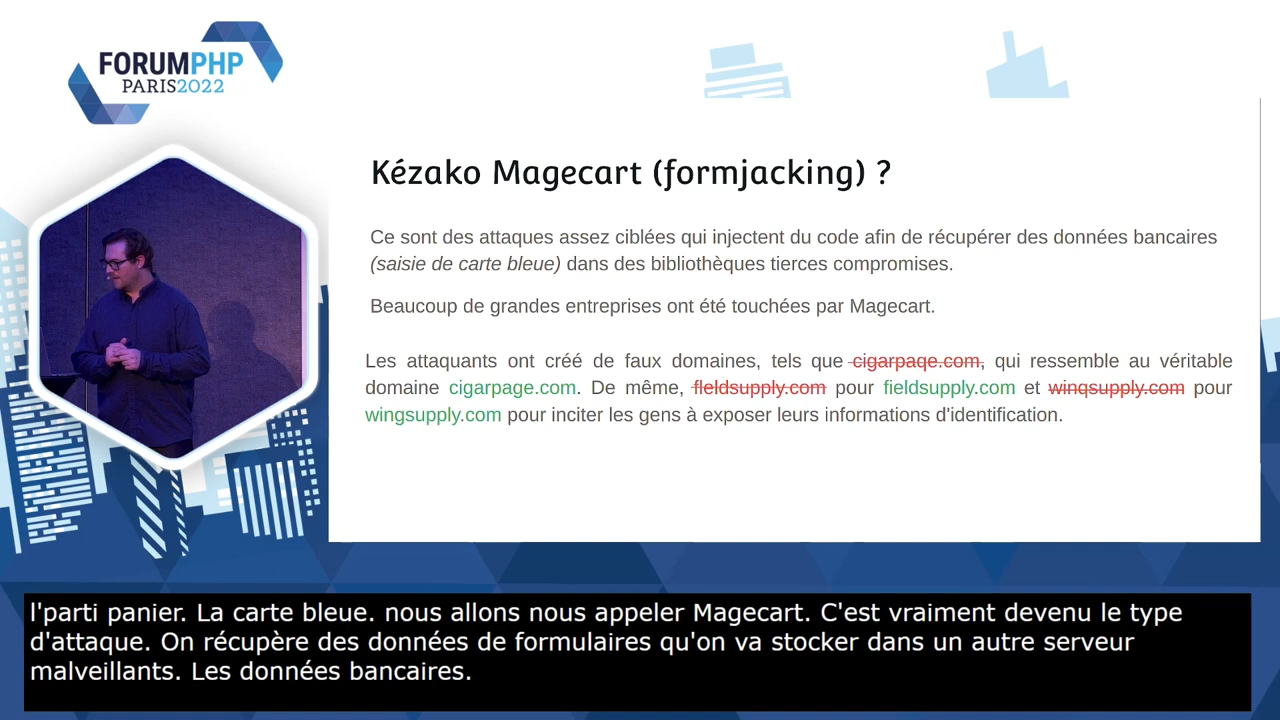 FORUMPHP
PARIS2022
Kézako Magecart (formjacking) ?
Ce sont des attaques assez ciblées qui injectent du code afin de récupérer des données bancaires
(saisie de carte bleue) dans des bibliothèques tierces compromises.
Beaucoup de grandes entreprises ont été touchées par Magecart.
Les attaquants ont créé de faux domaines, tels que cigarpaqe.com, qui ressemble au véritable
domaine cigarpage.com. De même, fleldsupply.com pour fieldsupply.com et winqsupply.com pour
wingsupply.com pour inciter les gens à exposer leurs informations d'identification.
l'parti panier. La carte bleue. nous allons nous appeler Magecart. C'est vraiment devenu le type
d'attaque. On récupère des données de formulaires qu'on va stocker dans un autre serveur
malveillants. Les données bancaires.